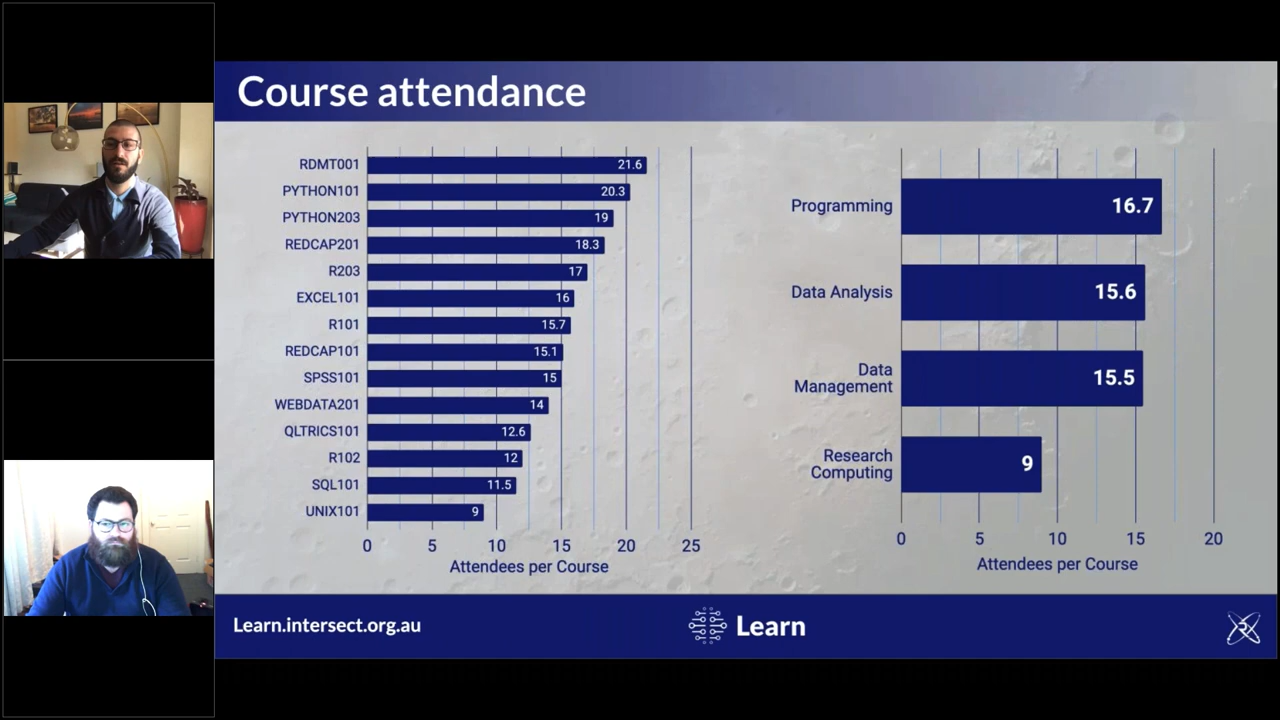 Course attendance
RDMT001 21.6
PYTHON101 20.3
PYTHON203 19
REDCAP201 18.3
R203 17
EXCEL101 16
R101 15.7
REDCAP101 15.1
SPSS101 15
WEBDATA201 14
QLTRICS101 12.6
R102 12
SQL101 11.5
UNIX101 9
0 5 10 15 20 25
Attendees per Course
Programming 16.7
Data Analysis 15.6
Data
Management 15.5
Research
Computing 9
0 5 10 15 20
Attendees per Course
Learn.intersect.org.au
Learn